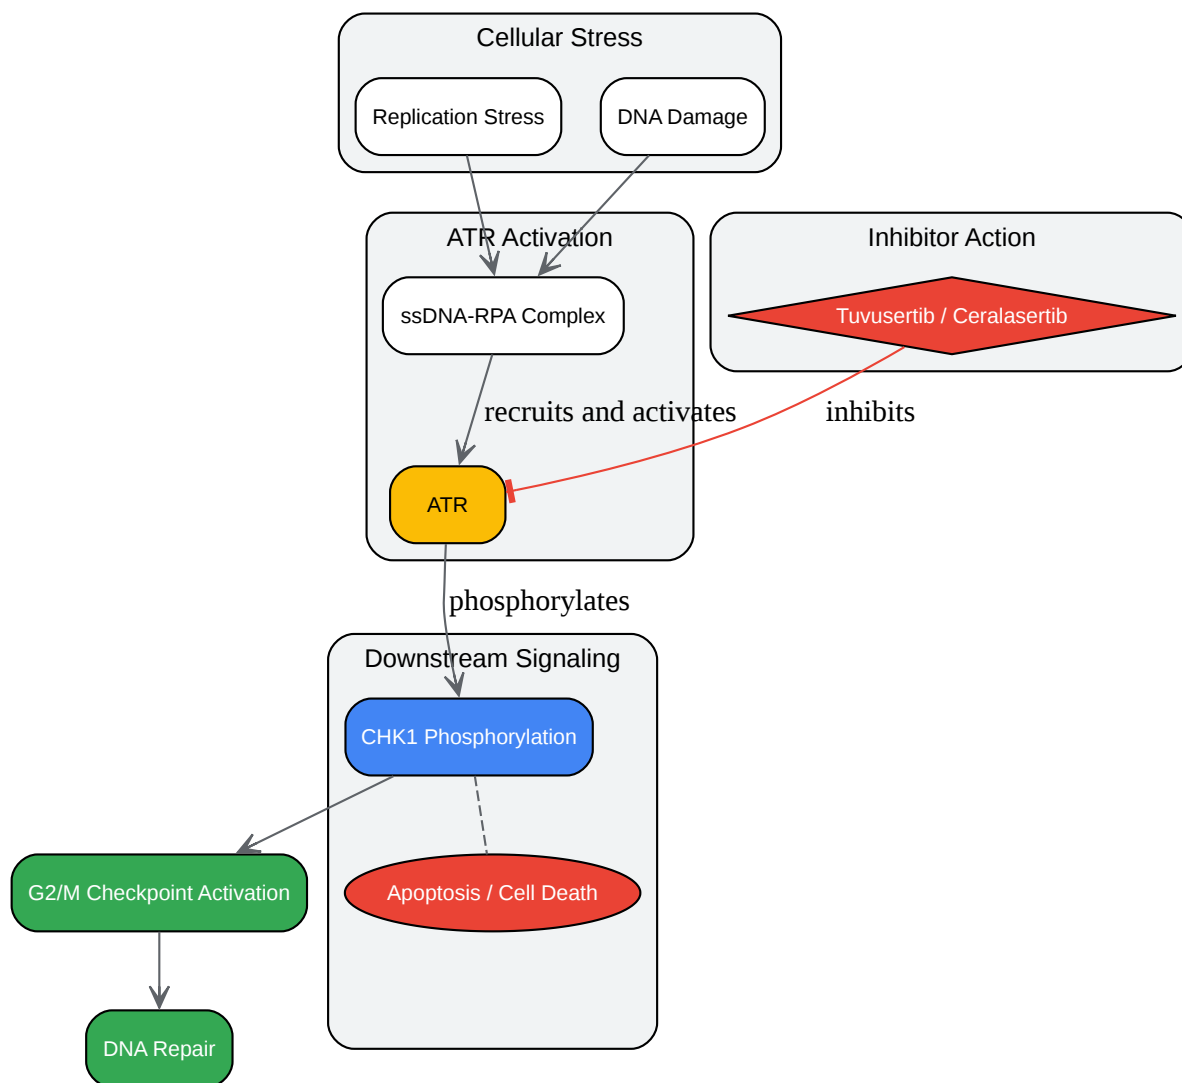 Cellular Stress
Replication Stress
DNA Damage
ATR Activation
Inhibitor Action
ssDNA-RPA Complex
Tuvusertib / Ceralasertib
recruits and activates
inhibits
ATR
phosphorylates
Downstream Signaling
CHK1 Phosphorylation
G2/M Checkpoint Activation
Apoptosis / Cell Death
DNA Repair